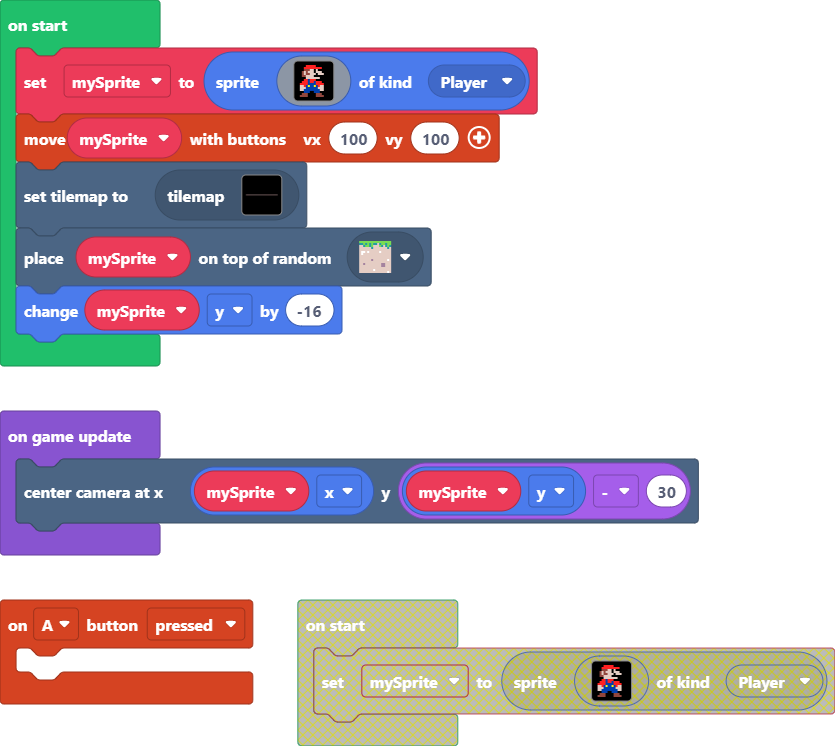 on start
set mySprite to sprite of kind Player
move mySprite with buttons vx 100 vy 100
set tilemap to tilemap
place mySprite on top of random
change mySprite y by -16
on game update
center camera at x mySprite x y mySprite y - 30
on A button pressed
on start
set mySprite to sprite of kind Player